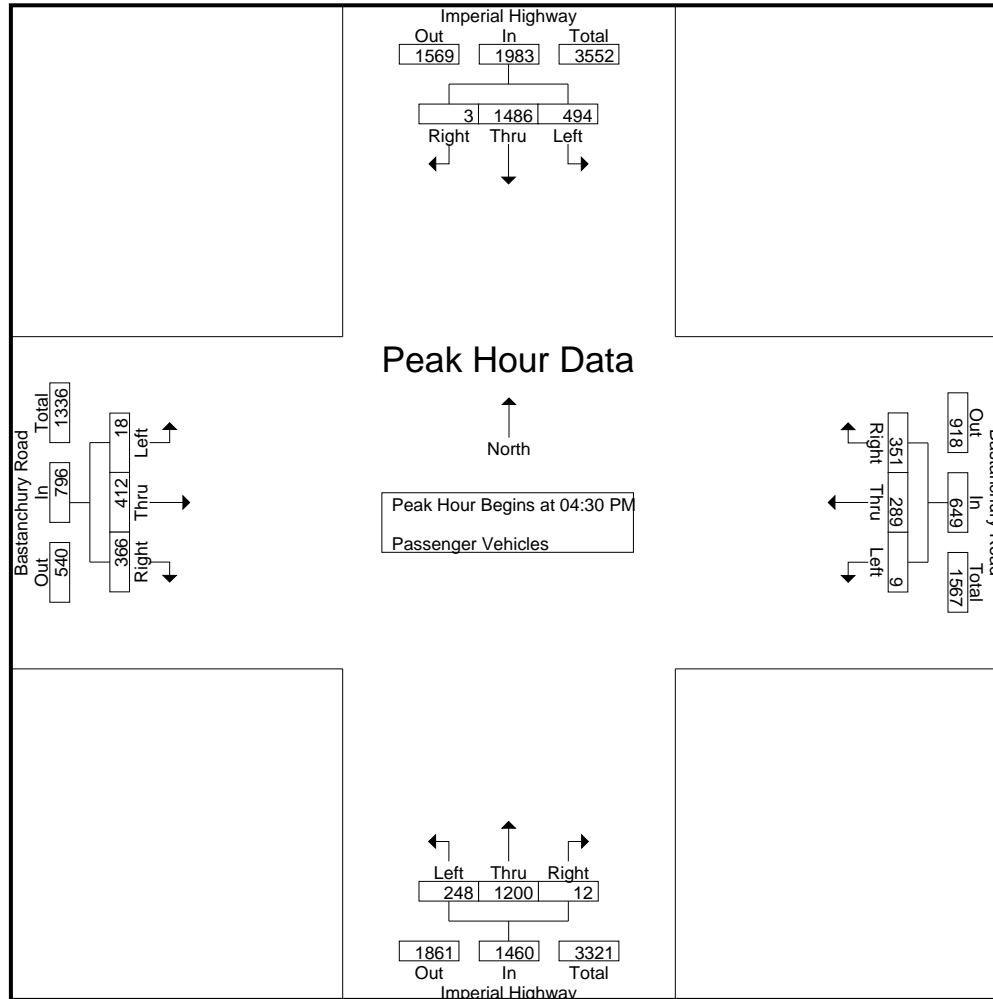 Imperial Highway
Out In Total
1569 1983 3552
3 1486 494
Right Thru Left
Peak Hour Data
North
Peak Hour Begins at 04:30 PM
Passenger Vehicles
Bastanchury Road
Total In Out
1336 796 540
18 412 366
Left Thru Right
Right Thru Left
351 289 9
918 649 1567
Out In Total
Bastanchury Road
Left Thru Right
248 1200 12
1861 1460 3321
Out In Total
Imperial Highway